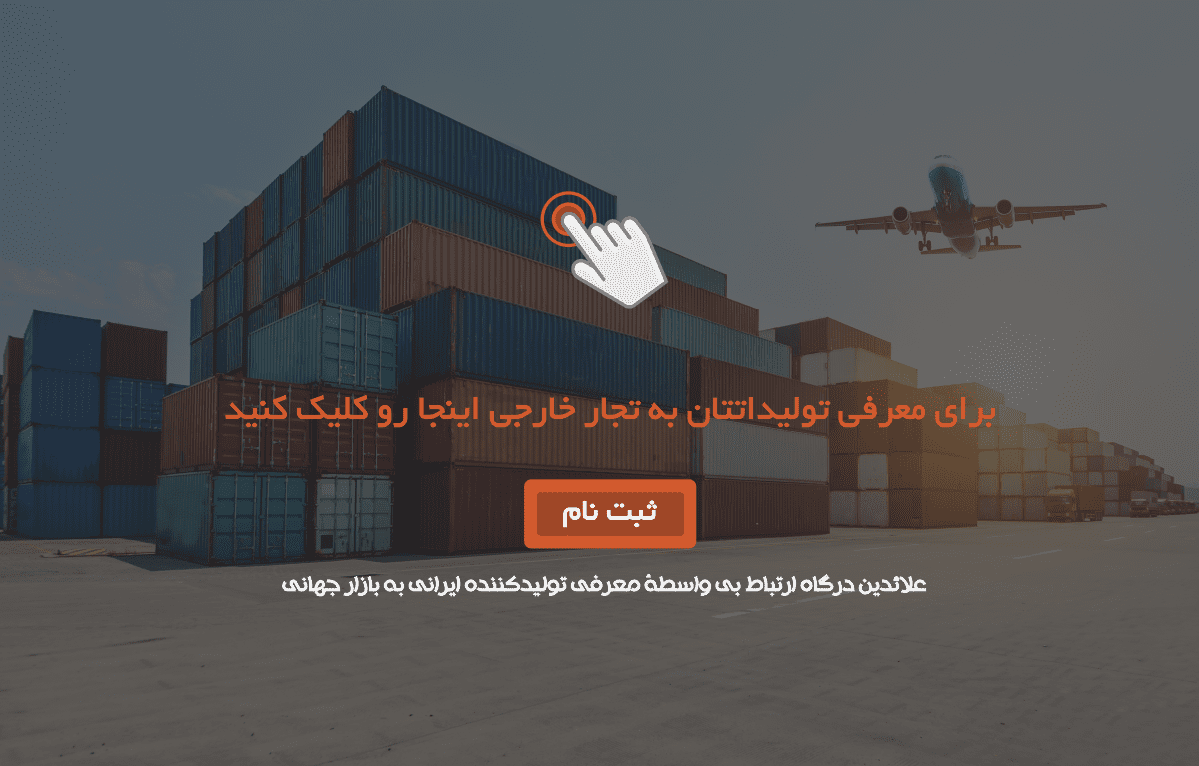 برای معرفی تولیداتتان به تجار خارجی اینجا رو کلیک کنید
ثبت نام
علائدین درگاه ارتباط بی واسطهٔ معرفی تولیدکننده ایرانی به بازار جهانی